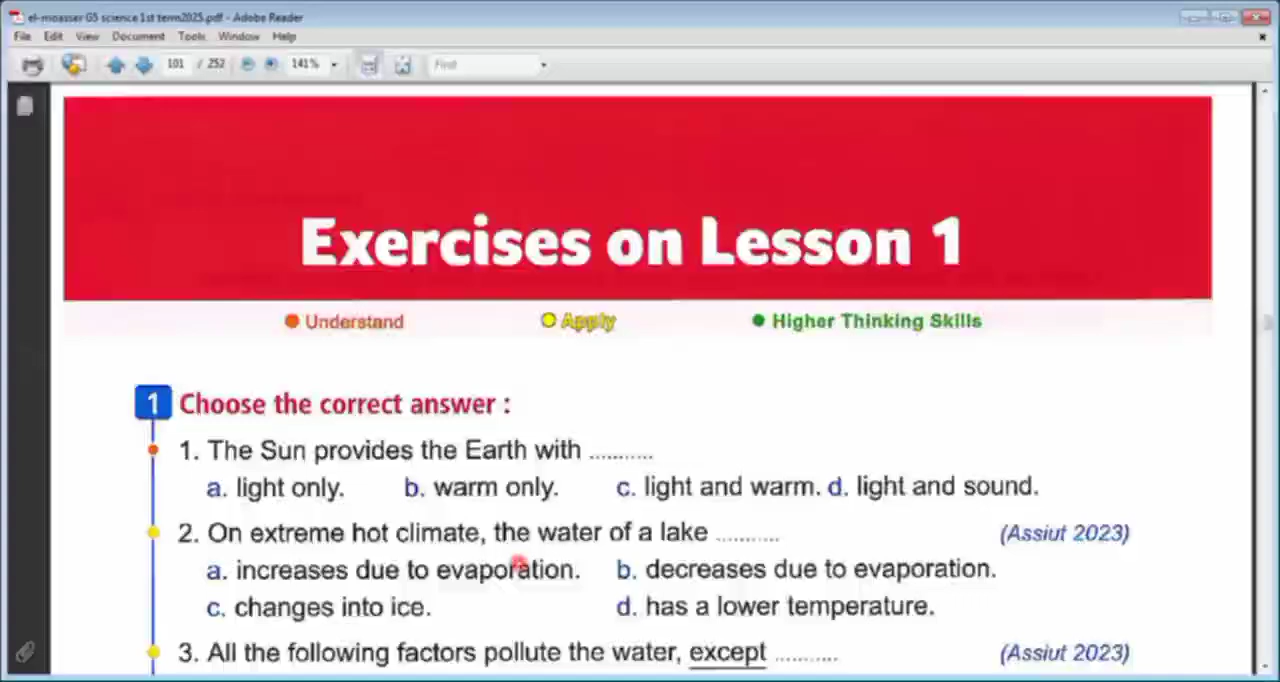 el-moasser G5 science 1st term2025.pdf - Adobe Reader
File Edit View Document Tools Window Help
101 / 252 141% Find
Exercises on Lesson 1
Understand Apply Higher Thinking Skills
1 Choose the correct answer :
1. The Sun provides the Earth with ...........
a. light only. b. warm only. c. light and warm. d. light and sound.
2. On extreme hot climate, the water of a lake ........... (Assiut 2023)
a. increases due to evaporation. b. decreases due to evaporation.
c. changes into ice. d. has a lower temperature.
3. All the following factors pollute the water, except ........... (Assiut 2023)